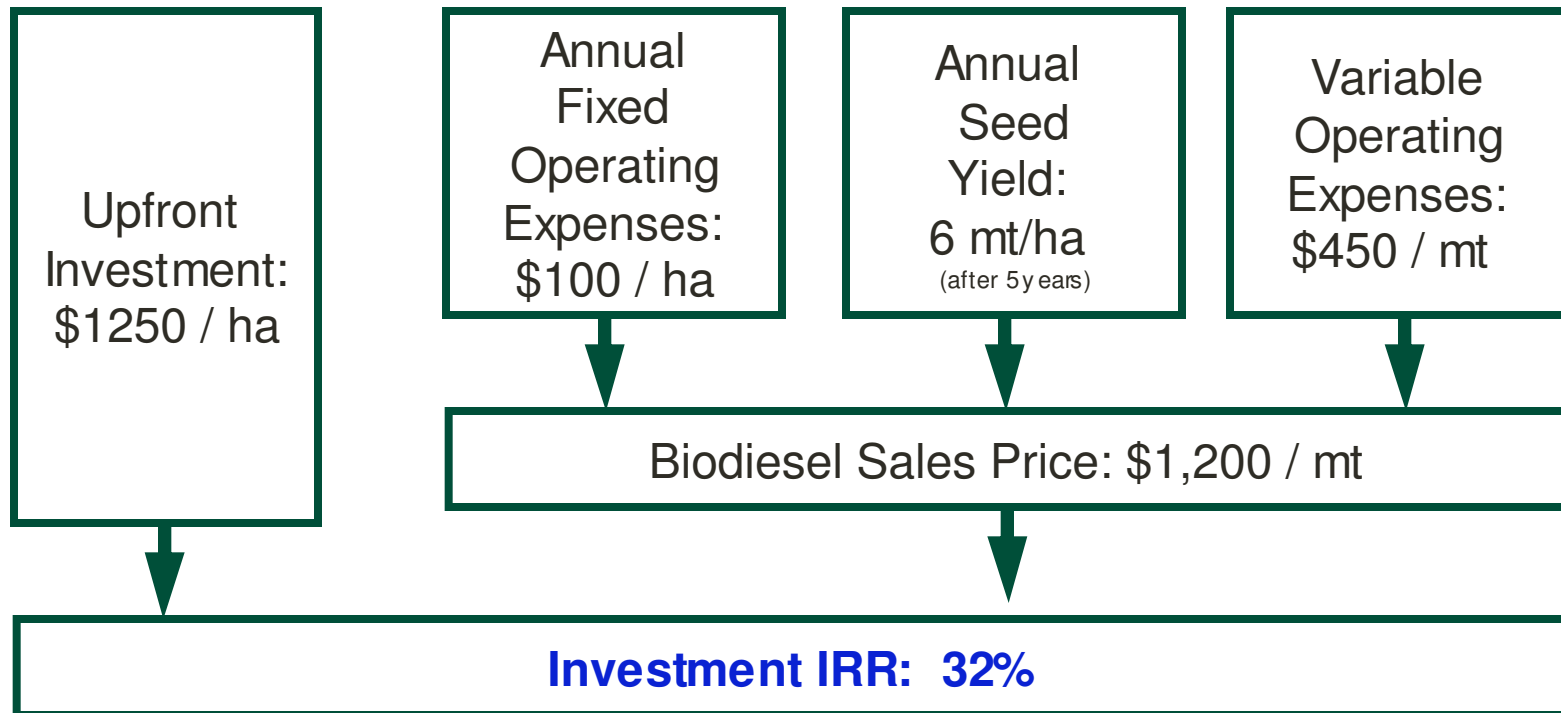 Upfront
Investment:
$1250 / ha
Annual
Fixed
Operating
Expenses:
$100 / ha
Annual
Seed
Yield:
6 mt/ha
(after 5 years)
Variable
Operating
Expenses:
$450 / mt
Biodiesel Sales Price: $1,200 / mt
Investment IRR: 32%